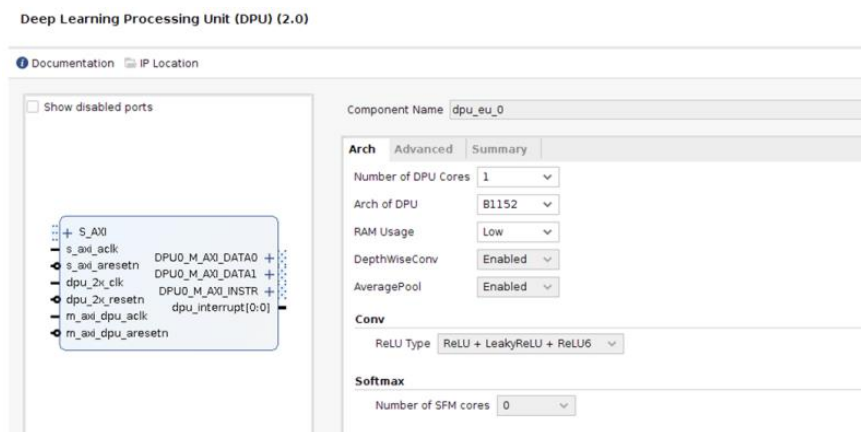 Deep Learning Processing Unit (DPU) (2.0)
Documentation IP Location
Show disabled ports
S_AXI
s_axi_aclk
s_axi_aresetn
dpu_2x_clk
dpu_2x_resetn
m_axi_dpu_aclk
m_axi_dpu_aresetn
DPU0_M_AXI_DATA0
DPU0_M_AXI_DATA1
DPU0_M_AXI_INSTR
dpu_interrupt[0:0]
Component Name dpu_eu_0
Arch Advanced Summary
Number of DPU Cores 1
Arch of DPU B1152
RAM Usage Low
DepthWiseConv Enabled
AveragePool Enabled
Conv
ReLU Type ReLU + LeakyReLU + ReLU6
Softmax
Number of SFM cores 0